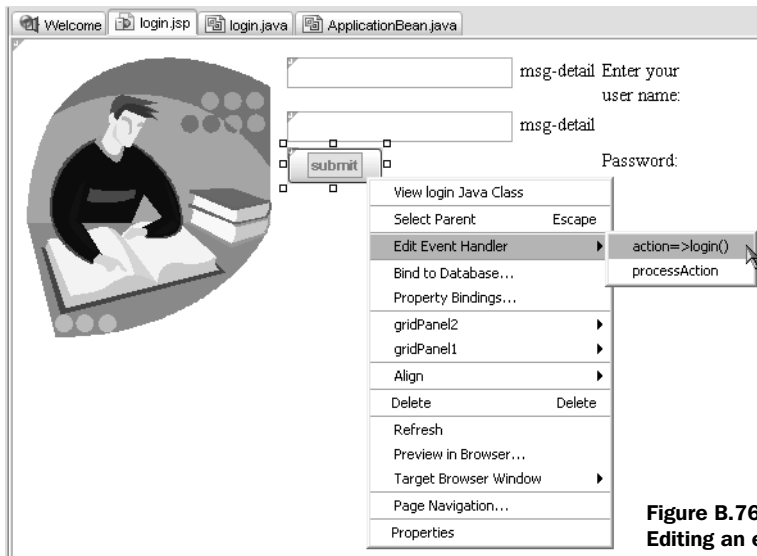 Welcome login.jsp login.java ApplicationBean.java
msg-detail Enter your
user name:
msg-detail
submit
Password:
View login Java Class
Select Parent Escape
Edit Event Handler
action=>login()
processAction
Bind to Database...
Property Bindings...
gridPanel2
gridPanel1
Align
Delete Delete
Refresh
Preview in Browser...
Target Browser Window
Page Navigation...
Properties
Figure B.76
Editing an e